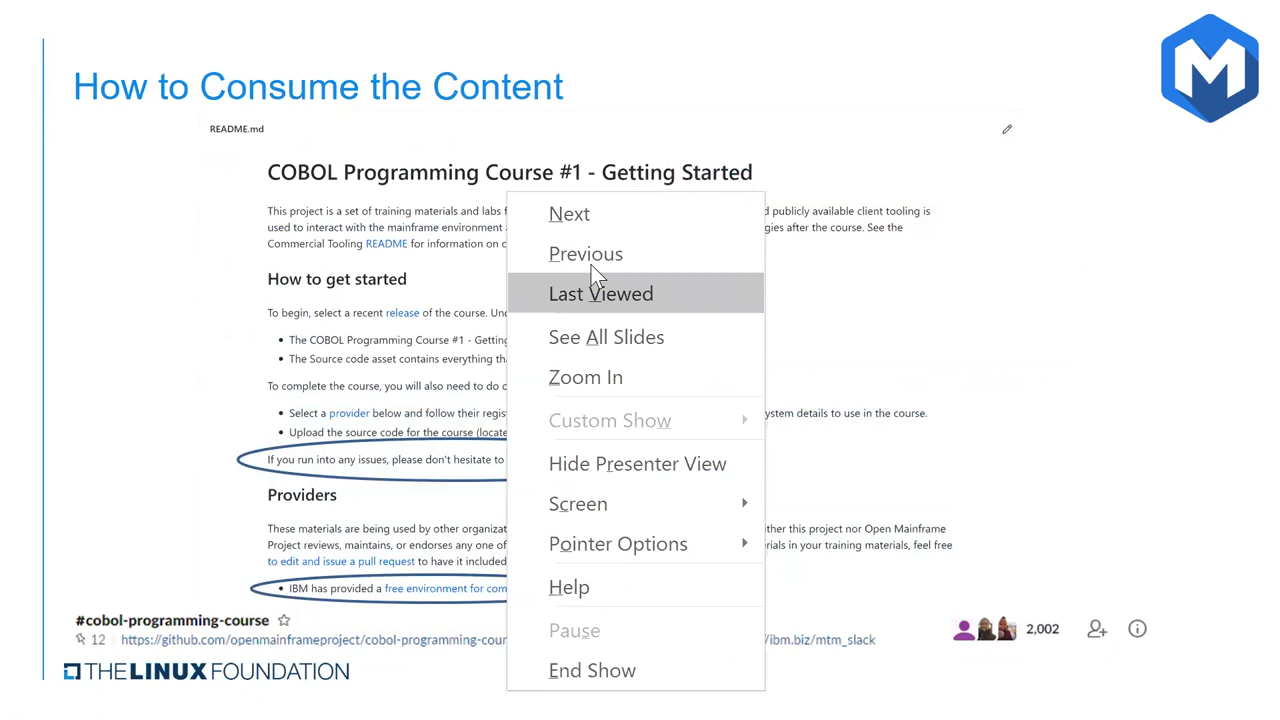 How to Consume the Content
README.md
COBOL Programming Course #1 - Getting Started
This project is a set of training materials and labs f
d publicly available client tooling is
used to interact with the mainframe environment
gies after the course. See the
Commercial Tooling README for information on
How to get started
To begin, select a recent release of the course.
The COBOL Programming Course #1 -
The Source code asset contains everything
To complete the course, you will also need to do
Select a provider below and follow their
ystem details to use in the course.
Upload the source code for the course
If you run into any issues, please don't hesitate to
Providers
These materials are being used by other
ither this project nor Open Mainframe
Project reviews, maintains, or endorses any one of
rials in your training materials, feel free
to edit and issue a pull request to have it included
IBM has provided a free environment for com
Next
Previous
Last Viewed
See All Slides
Zoom In
Custom Show
Hide Presenter View
Screen
Pointer Options
Help
Pause
End Show
#cobol-programming-course
12
https://github.com/openmainframeproject/cobol-programming-cour
/ibm.biz/mtm_slack
2,002
THE LINUX FOUNDATION
M